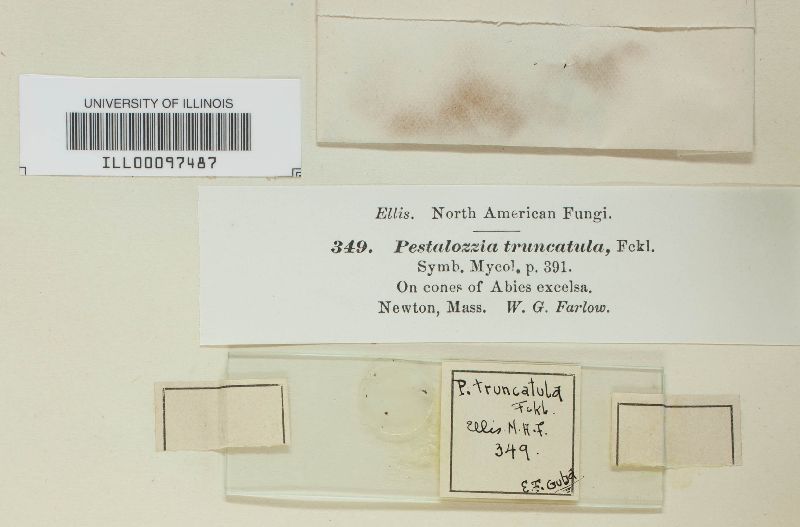 UNIVERSITY OF ILLINOIS
ILL00097487
Ellis. North American Fungi.
349. Pestalozzia truncatula, Fckl.
Symb. Mycol. p. 391.
On cones of Abies excelsa.
Newton, Mass. W. G. Farlow.
P. truncatula
Fckl.
Ellis N.A.F.
349.
E.F. Guba